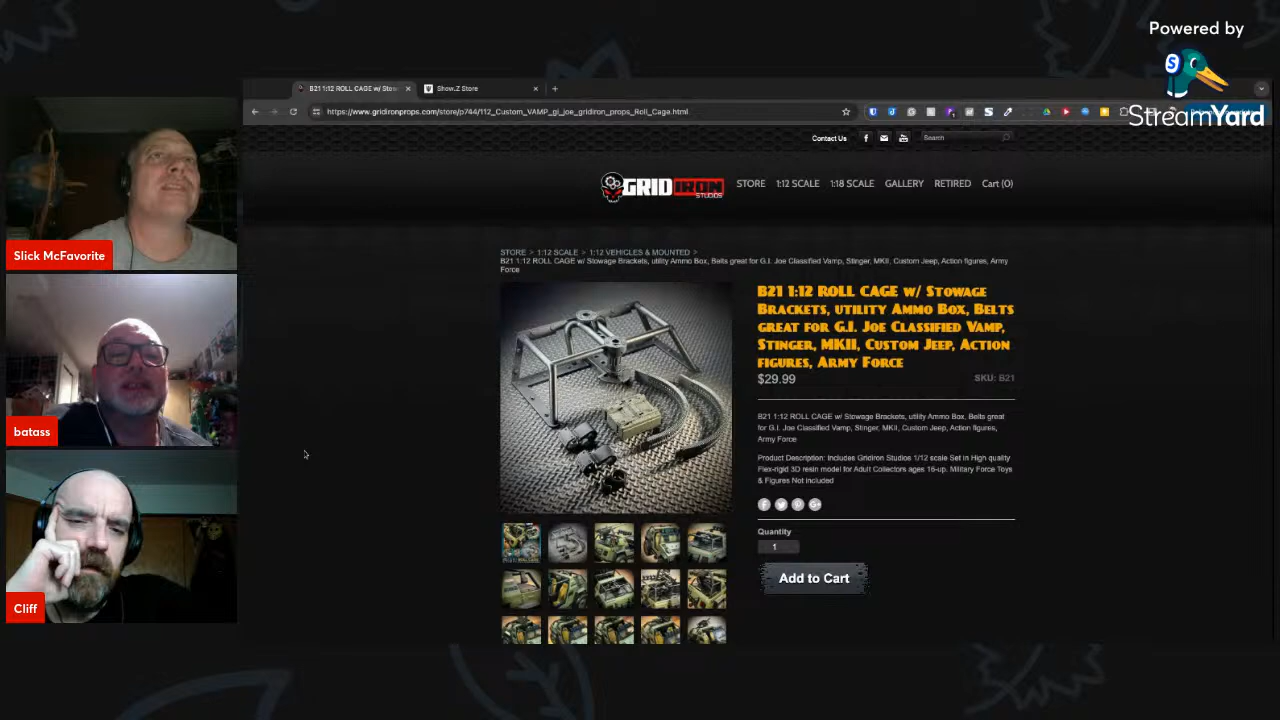 Powered by
StreamYard
B21 1:12 ROLL CAGE w/ Stow
Show.Z Store
https://www.gridironprops.com/store/p744/112_Custom_VAMP_gi_joe_gridiron_props_Roll_Cage.html
Contact Us
Search
GRIDIRON
STUDIOS
STORE 1:12 SCALE 1:18 SCALE GALLERY RETIRED Cart (0)
STORE > 1:12 SCALE > 1:12 VEHICLES & MOUNTED >
B21 1:12 ROLL CAGE w/ Stowage Brackets, utility Ammo Box, Belts great for G.I. Joe Classified Vamp, Stinger, MKII, Custom Jeep, Action figures, Army
Force
B21 1:12 ROLL CAGE w/ Stowage
Brackets, utility Ammo Box, Belts
great for G.I. Joe Classified Vamp,
Stinger, MKII, Custom Jeep, Action
figures, Army Force
$29.99 SKU: B21
B21 1:12 ROLL CAGE w/ Stowage Brackets, utility Ammo Box, Belts great
for G.I. Joe Classified Vamp, Stinger, MKII, Custom Jeep, Action figures,
Army Force
Product Description: Includes Gridiron Studios 1/12 scale Set in High quality
Flex-rigid 3D resin model for Adult Collectors ages 16-up. Military Force Toys
& Figures Not included
Quantity
1
Add to Cart
Slick McFavorite
batass
Cliff